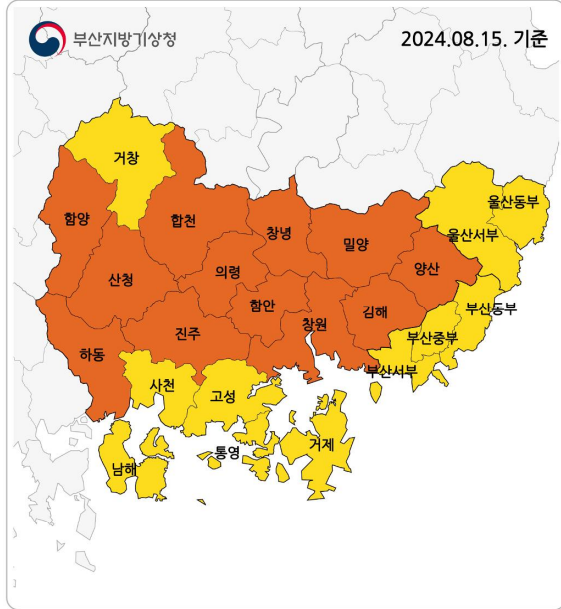 부산지방기상청
2024.08.15. 기준
거창
함양
합천
창녕
울산동부
울산서부
밀양
양산
산청
의령
함안
김해
부산동부
창원
진주
부산중부
하동
부산서부
사천
고성
거제
통영
남해